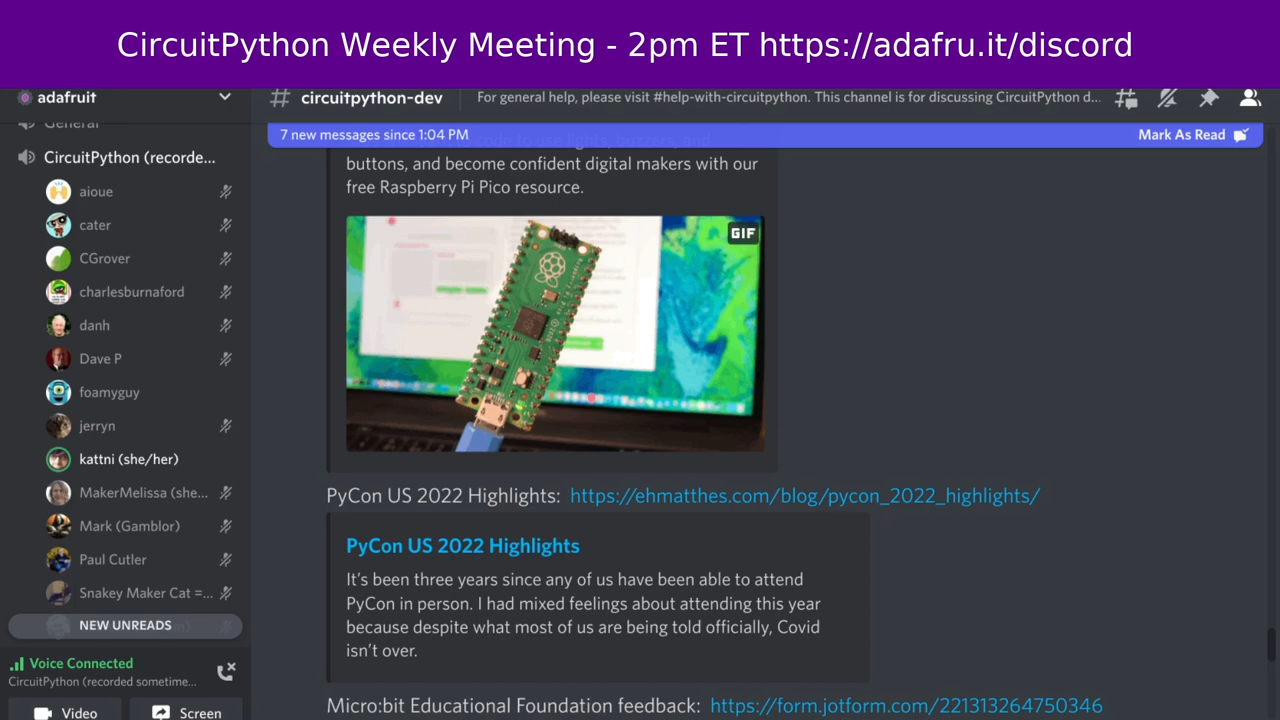 CircuitPython Weekly Meeting - 2pm ET https://adafru.it/discord
adafruit
# circuitpython-dev
For general help, please visit #help-with-circuitpython. This channel is for discussing CircuitPython d...
7 new messages since 1:04 PM
Mark As Read
General
CircuitPython (recorde...
aioue
cater
CGrover
charlesburnaford
danh
Dave P
foamyguy
jerryn
kattni (she/her)
MakerMelissa (she...
Mark (Gamblor)
Paul Cutler
Snakey Maker Cat =...
NEW UNREADS
Voice Connected
CircuitPython (recorded sometime...
Video
Screen
code to use lights, buzzers, and
buttons, and become confident digital makers with our
free Raspberry Pi Pico resource.
GIF
PyCon US 2022 Highlights: https://ehmatthes.com/blog/pycon_2022_highlights/
PyCon US 2022 Highlights
It's been three years since any of us have been able to attend
PyCon in person. I had mixed feelings about attending this year
because despite what most of us are being told officially, Covid
isn't over.
Micro:bit Educational Foundation feedback: https://form.jotform.com/221313264750346